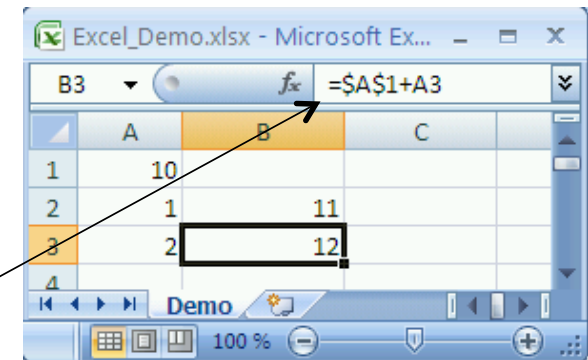 Excel_Demo.xlsx - Microsoft Ex...
B3 fx =$A$1+A3
A B C
1 10
2 1 11
3 2 12
4
Demo
100 %